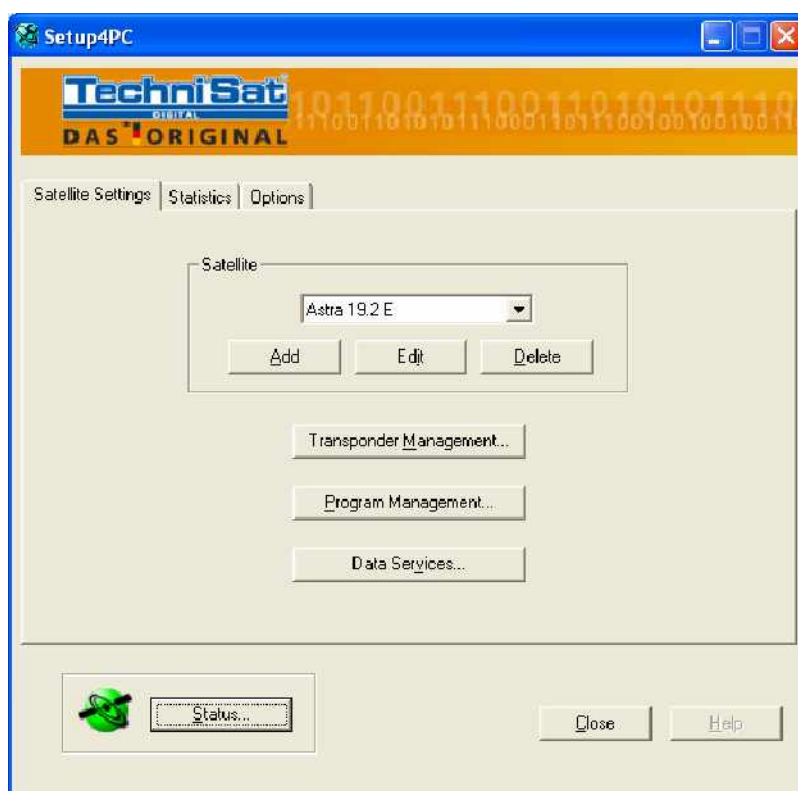 Setup4PC
TechniSat
DIGITAL
DAS ORIGINAL
Satellite Settings
Statistics
Options
Satellite
Astra 19.2 E
Add
Edit
Delete
Transponder Management...
Program Management...
Data Services...
Status...
Close
Help